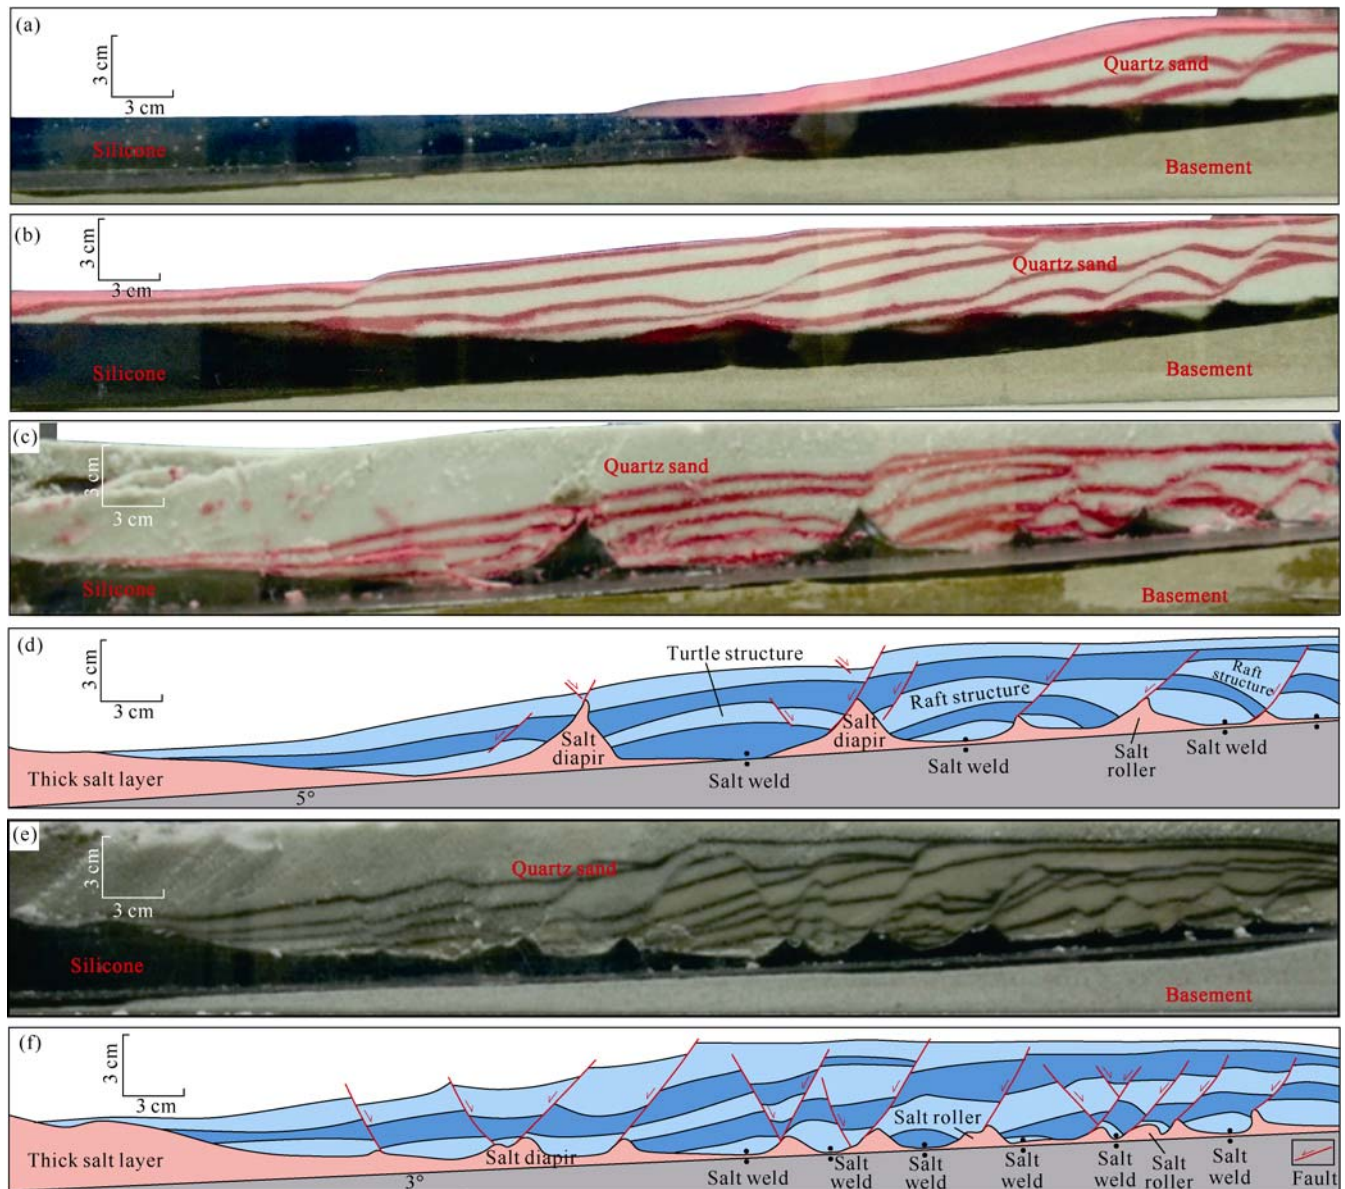 (a)
3 cm
3 cm
Quartz sand
Silicone
Basement
(b)
3 cm
3 cm
Quartz sand
Silicone
Basement
(c)
3 cm
3 cm
Quartz sand
Silicone
Basement
(d)
3 cm
3 cm
Turtle structure
Raft structure
Raft
structure
Salt
diapir
Salt
diapir
Thick salt layer
Salt weld
Salt weld
Salt
roller
Salt weld
5°
(e)
3 cm
3 cm
Quartz sand
Silicone
Basement
(f)
3 cm
3 cm
Salt roller
Thick salt layer
Salt diapir
3°
Salt weld
Salt
weld
Salt
weld
Salt
weld
Salt
weld
Salt
roller
Salt
weld
Fault